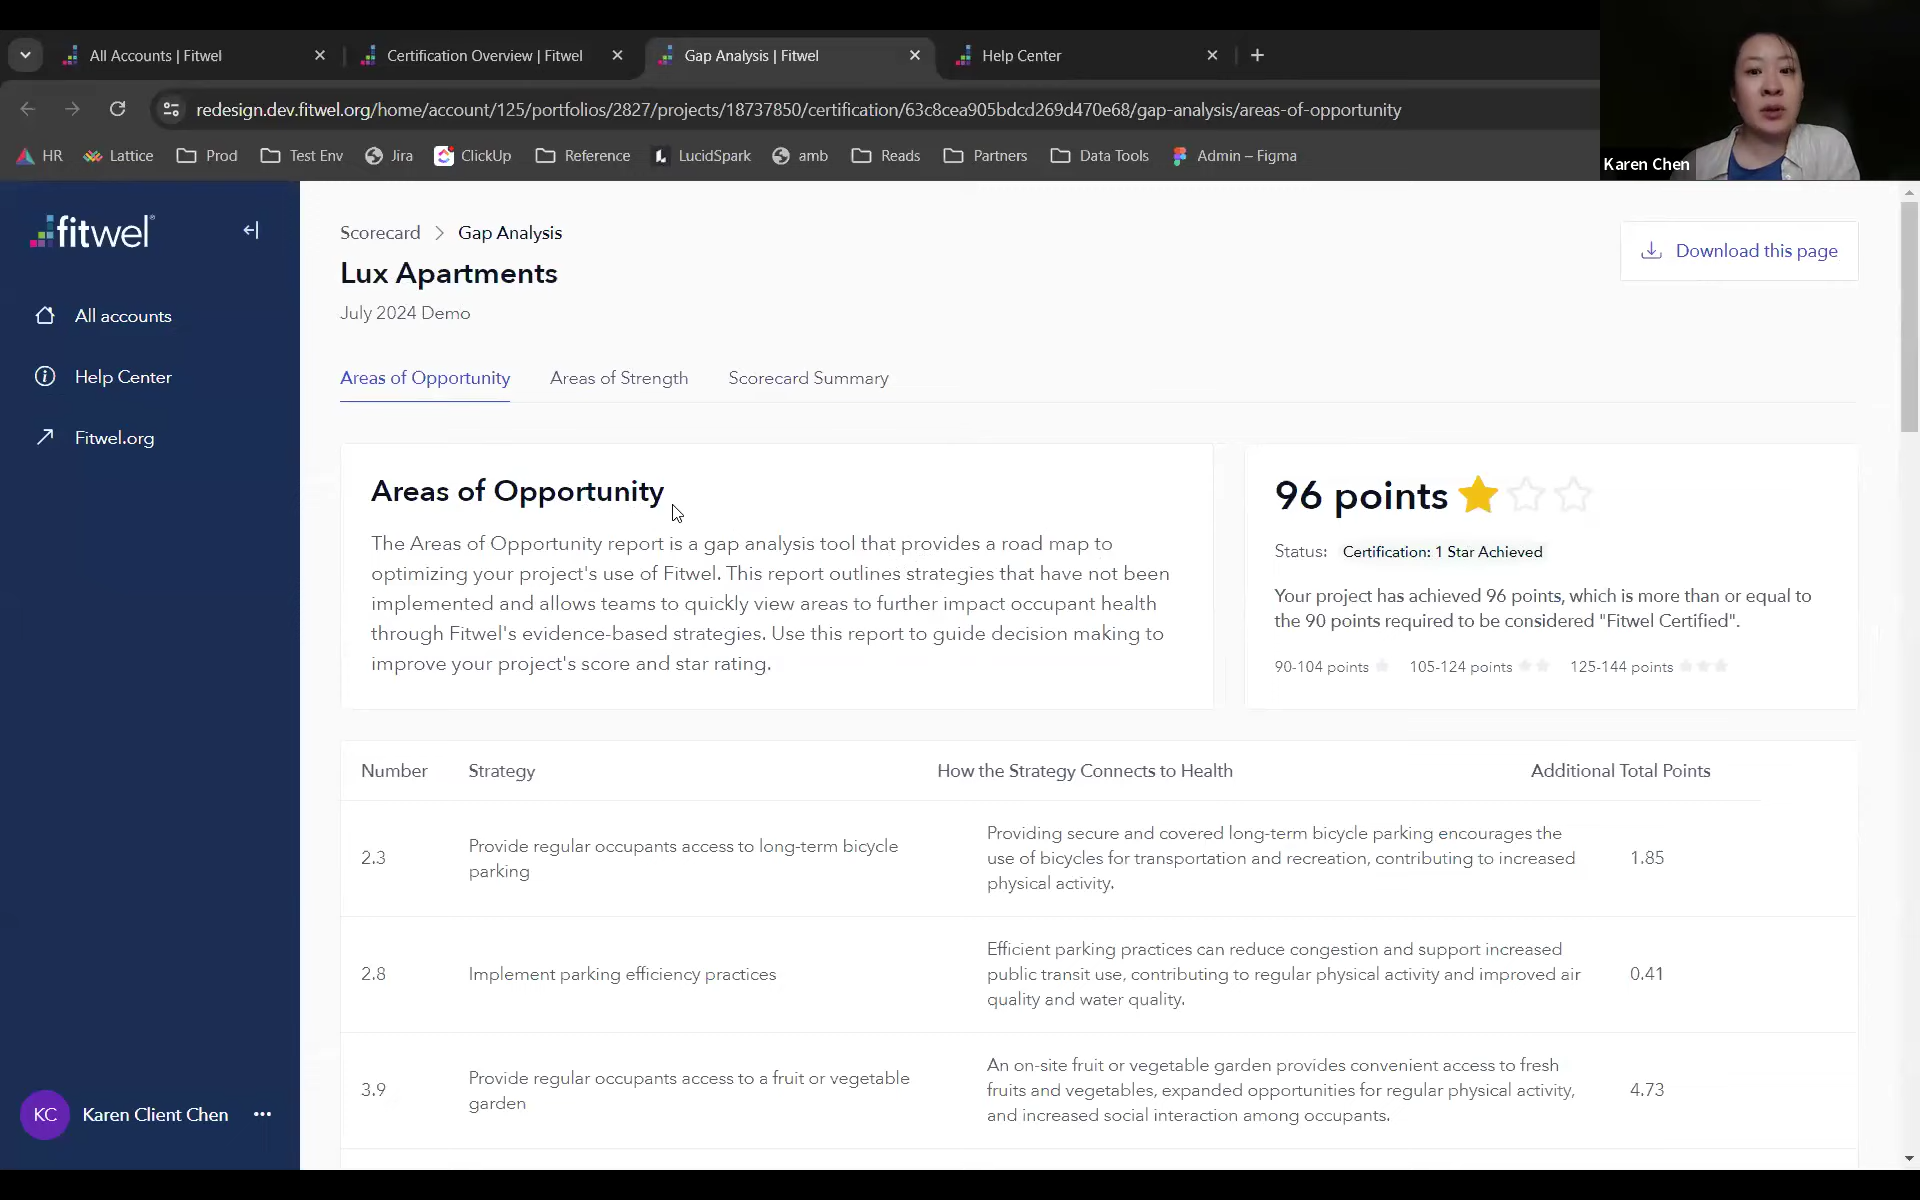 All Accounts | Fitwel
Certification Overview | Fitwel
Gap Analysis | Fitwel
Help Center
redesign.dev.fitwel.org/home/account/125/portfolios/2827/projects/18737850/certification/63c8cea905bdcd269d470e68/gap-analysis/areas-of-opportunity
HR
Lattice
Prod
Test Env
Jira
ClickUp
Reference
LucidSpark
amb
Reads
Partners
Data Tools
Admin – Figma
Karen Chen
fitwel®
All accounts
Help Center
Fitwel.org
KC
Karen Client Chen
Scorecard > Gap Analysis
Lux Apartments
July 2024 Demo
Download this page
Areas of Opportunity
Areas of Strength
Scorecard Summary
Areas of Opportunity
The Areas of Opportunity report is a gap analysis tool that provides a road map to
optimizing your project's use of Fitwel. This report outlines strategies that have not been
implemented and allows teams to quickly view areas to further impact occupant health
through Fitwel's evidence-based strategies. Use this report to guide decision making to
improve your project's score and star rating.
96 points
Status: Certification: 1 Star Achieved
Your project has achieved 96 points, which is more than or equal to
the 90 points required to be considered "Fitwel Certified".
90-104 points
105-124 points
125-144 points
Number
Strategy
How the Strategy Connects to Health
Additional Total Points
2.3
Provide regular occupants access to long-term bicycle
parking
Providing secure and covered long-term bicycle parking encourages the
use of bicycles for transportation and recreation, contributing to increased
physical activity.
1.85
2.8
Implement parking efficiency practices
Efficient parking practices can reduce congestion and support increased
public transit use, contributing to regular physical activity and improved air
quality and water quality.
0.41
3.9
Provide regular occupants access to a fruit or vegetable
garden
An on-site fruit or vegetable garden provides convenient access to fresh
fruits and vegetables, expanded opportunities for regular physical activity,
and increased social interaction among occupants.
4.73